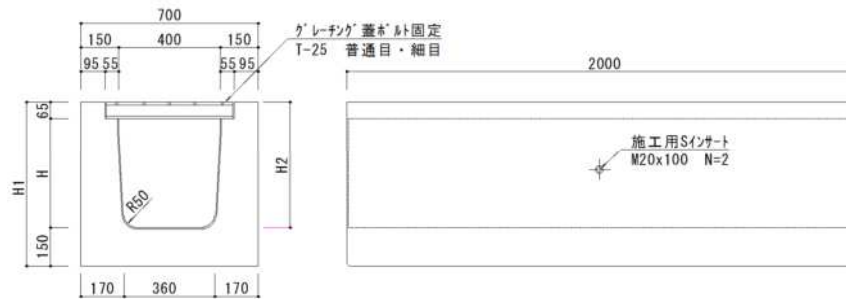 700
150 400 150
95 55 55 95
グレーチング蓋ボルト固定
T-25 普通目・細目
65
H
H1
150
H2
R50
170 360 170
2000
施工用Sインサート
M20x100 N=2